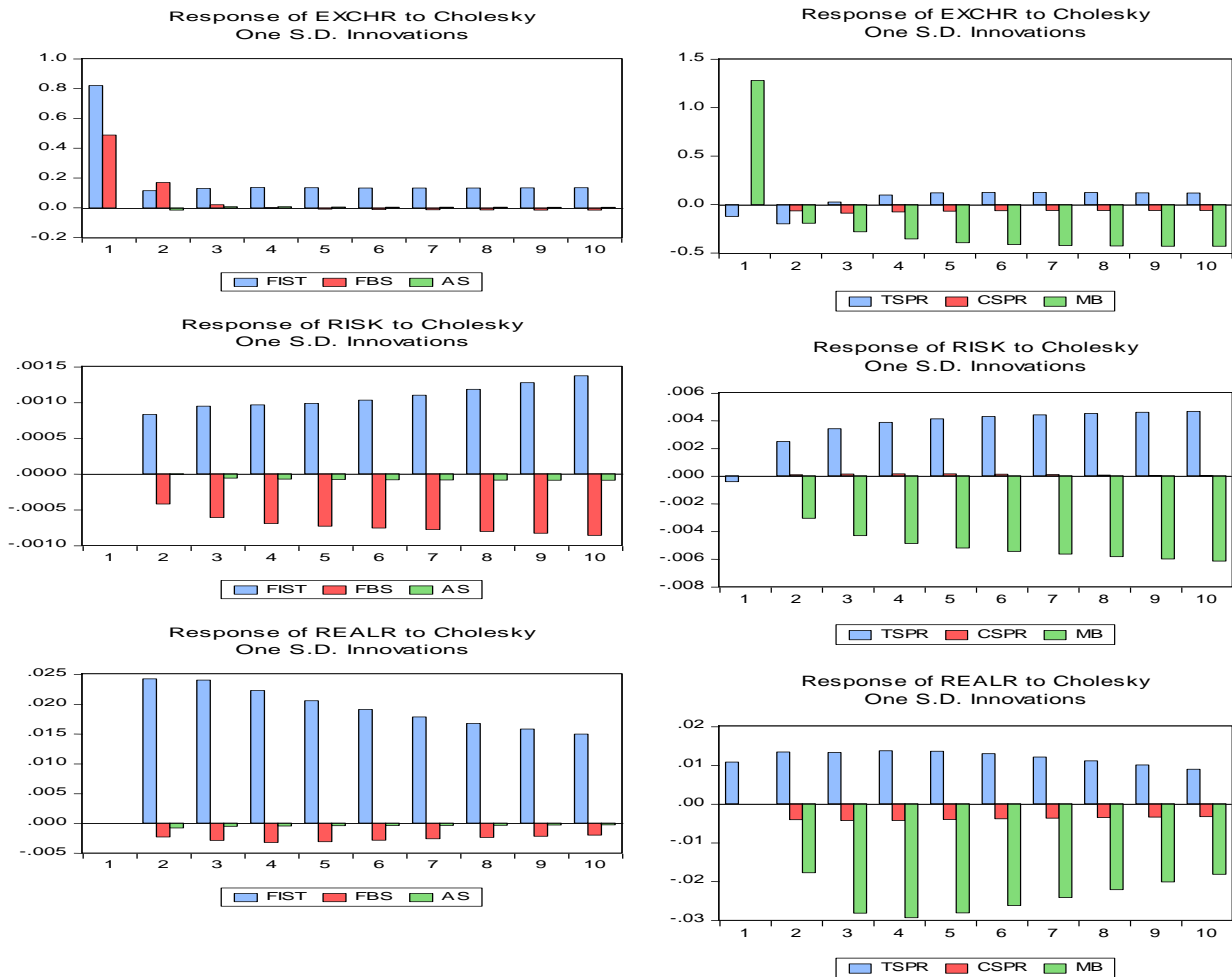 Response of EXCHR to Cholesky
One S.D. Innovations
1.0
0.8
0.6
0.4
0.2
0.0
-0.2
1 2 3 4 5 6 7 8 9 10
FIST FBS AS
Response of EXCHR to Cholesky
One S.D. Innovations
1.5
1.0
0.5
0.0
-0.5
1 2 3 4 5 6 7 8 9 10
TSPR CSPR MB
Response of RISK to Cholesky
One S.D. Innovations
.0015
.0010
.0005
.0000
-.0005
-.0010
1 2 3 4 5 6 7 8 9 10
FIST FBS AS
Response of RISK to Cholesky
One S.D. Innovations
.006
.004
.002
.000
-.002
-.004
-.006
-.008
1 2 3 4 5 6 7 8 9 10
TSPR CSPR MB
Response of REALR to Cholesky
One S.D. Innovations
.025
.020
.015
.010
.005
.000
-.005
1 2 3 4 5 6 7 8 9 10
FIST FBS AS
Response of REALR to Cholesky
One S.D. Innovations
.02
.01
.00
-.01
-.02
-.03
1 2 3 4 5 6 7 8 9 10
TSPR CSPR MB